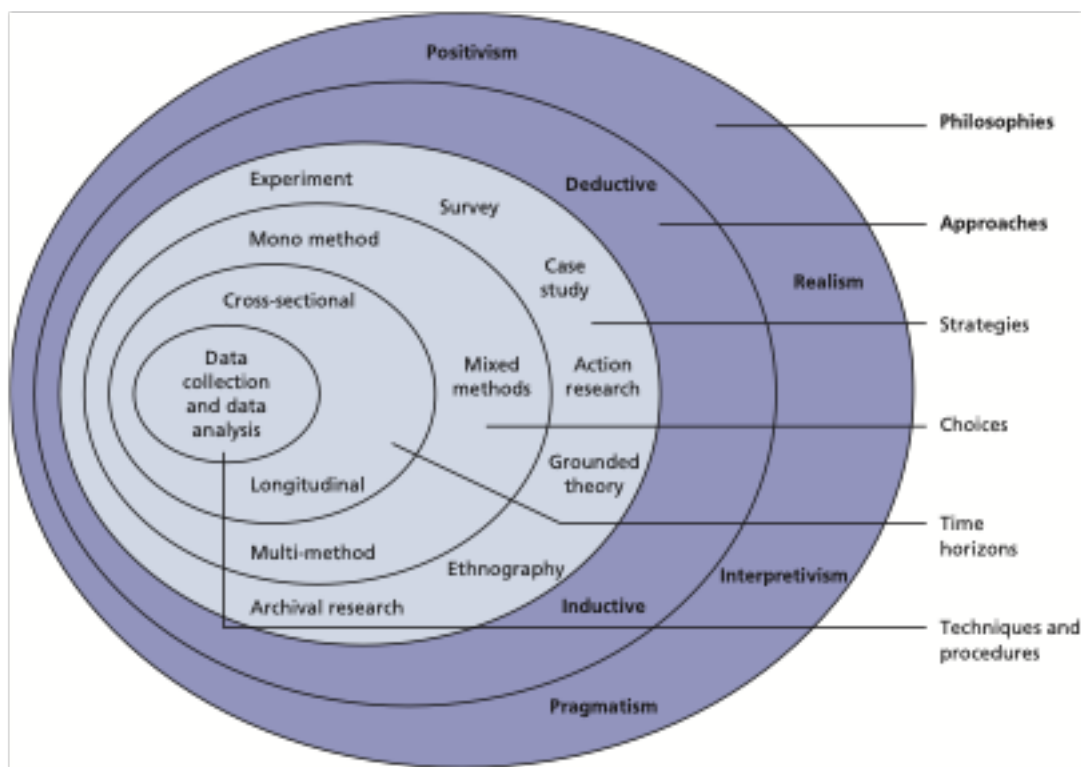 Positivism
Philosophies
Experiment
Deductive
Survey
Approaches
Mono method
Case
study
Realism
Cross-sectional
Strategies
Data
collection
and data
analysis
Mixed
methods
Action
research
Choices
Grounded
theory
Longitudinal
Time
horizons
Multi-method
Ethnography
Interpretivism
Archival research
Inductive
Techniques and
procedures
Pragmatism